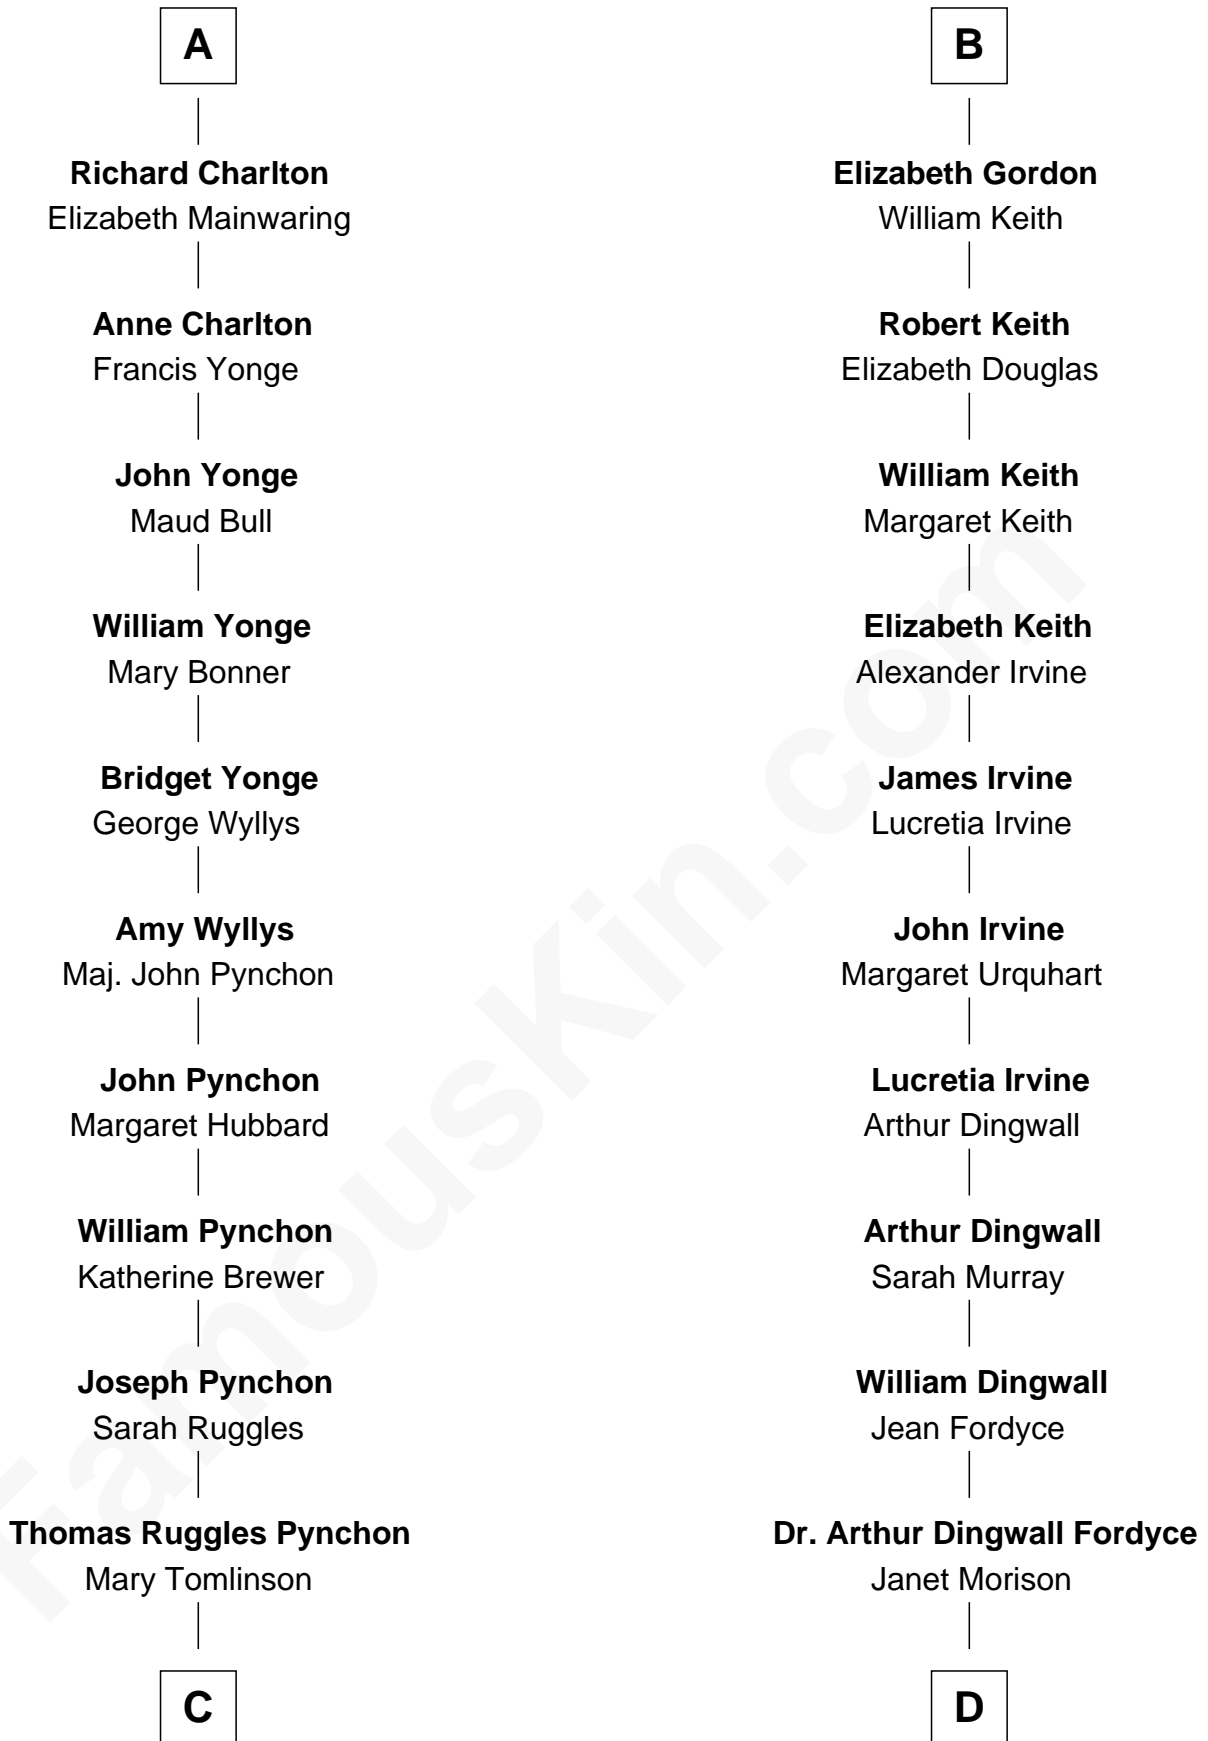 A
Richard Charlton
Elizabeth Mainwaring
Anne Charlton
Francis Yonge
John Yonge
Maud Bull
William Yonge
Mary Bonner
Bridget Yonge
George Wyllys
Amy Wyllys
Maj. John Pynchon
John Pynchon
Margaret Hubbard
William Pynchon
Katherine Brewer
Joseph Pynchon
Sarah Ruggles
Thomas Ruggles Pynchon
Mary Tomlinson
C
B
Elizabeth Gordon
William Keith
Robert Keith
Elizabeth Douglas
William Keith
Margaret Keith
Elizabeth Keith
Alexander Irvine
James Irvine
Lucretia Irvine
John Irvine
Margaret Urquhart
Lucretia Irvine
Arthur Dingwall
Arthur Dingwall
Sarah Murray
William Dingwall
Jean Fordyce
Dr. Arthur Dingwall Fordyce
Janet Morison
D
FamousKin.com